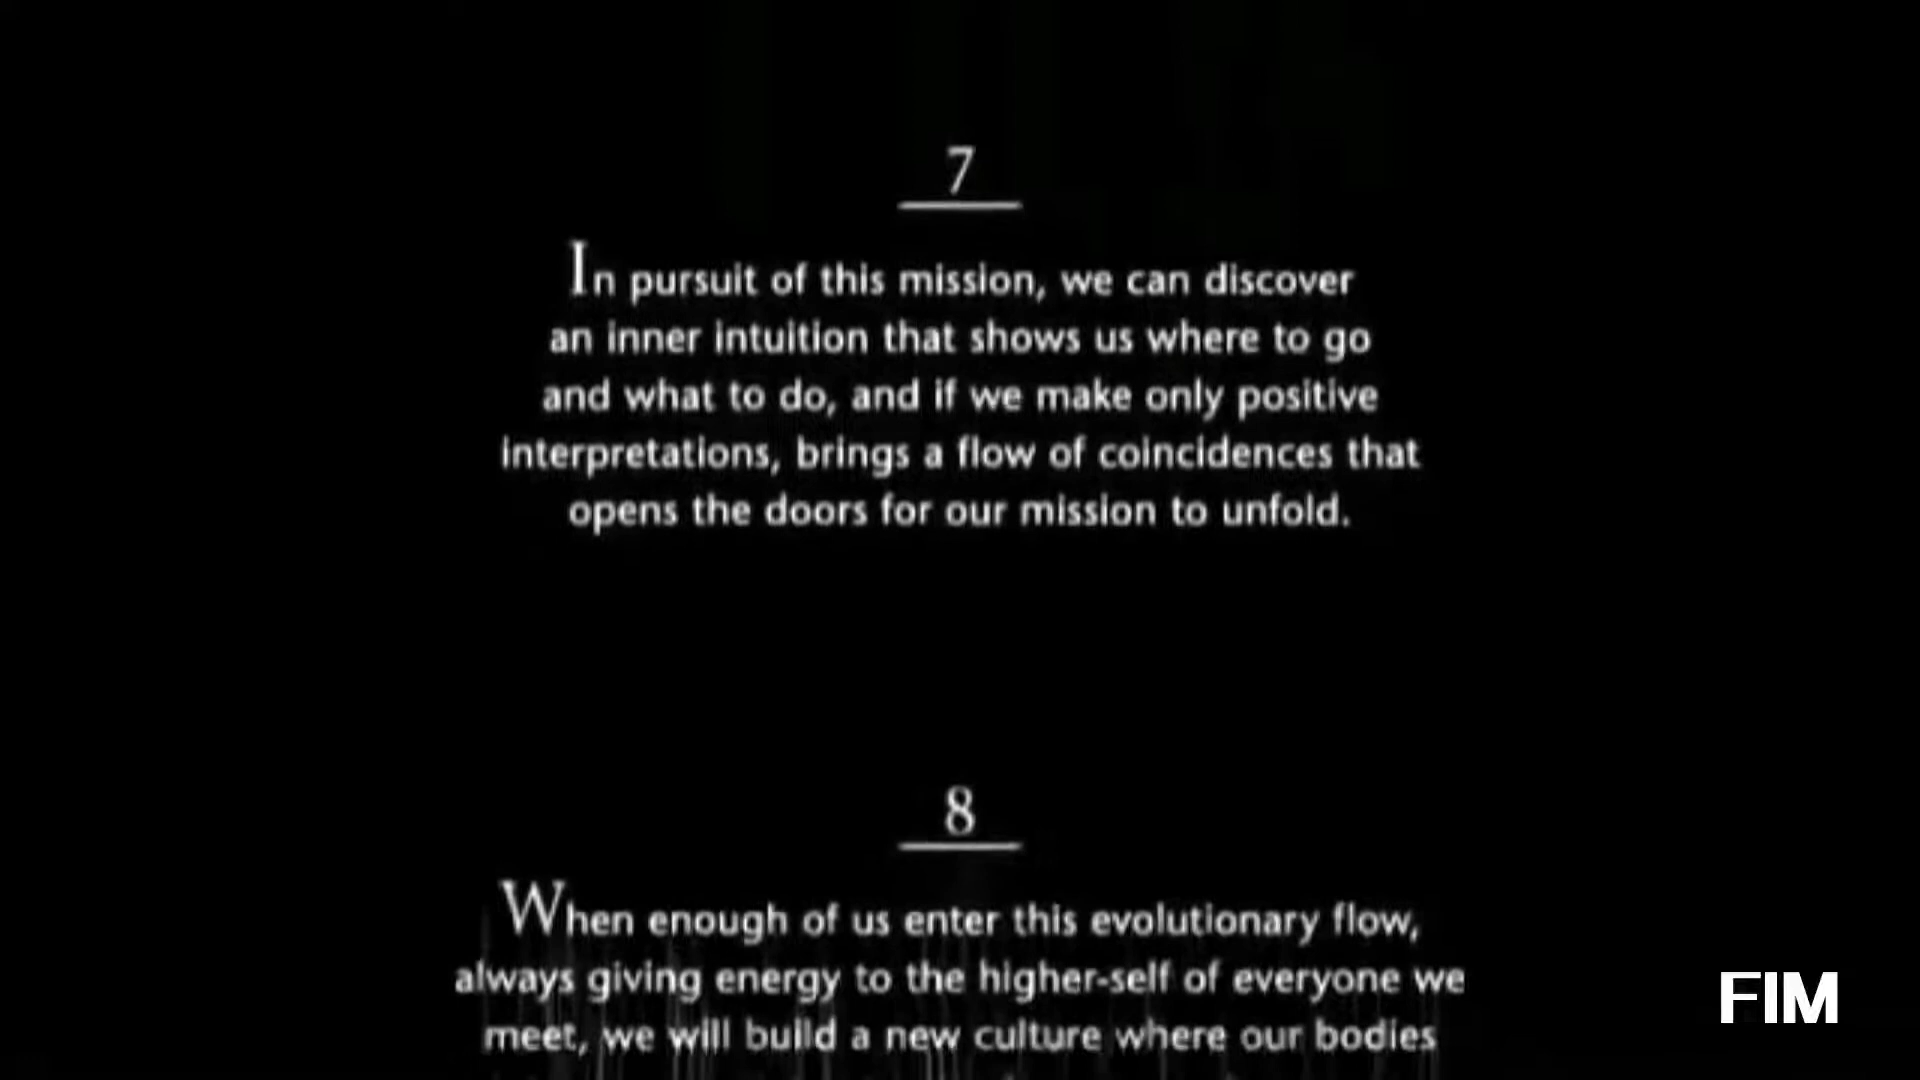 7
In pursuit of this mission, we can discover
an inner intuition that shows us where to go
and what to do, and if we make only positive
interpretations, brings a flow of coincidences that
opens the doors for our mission to unfold.
8
When enough of us enter this evolutionary flow,
always giving energy to the higher-self of everyone we
meet, we will build a new culture where our bodies
FIM